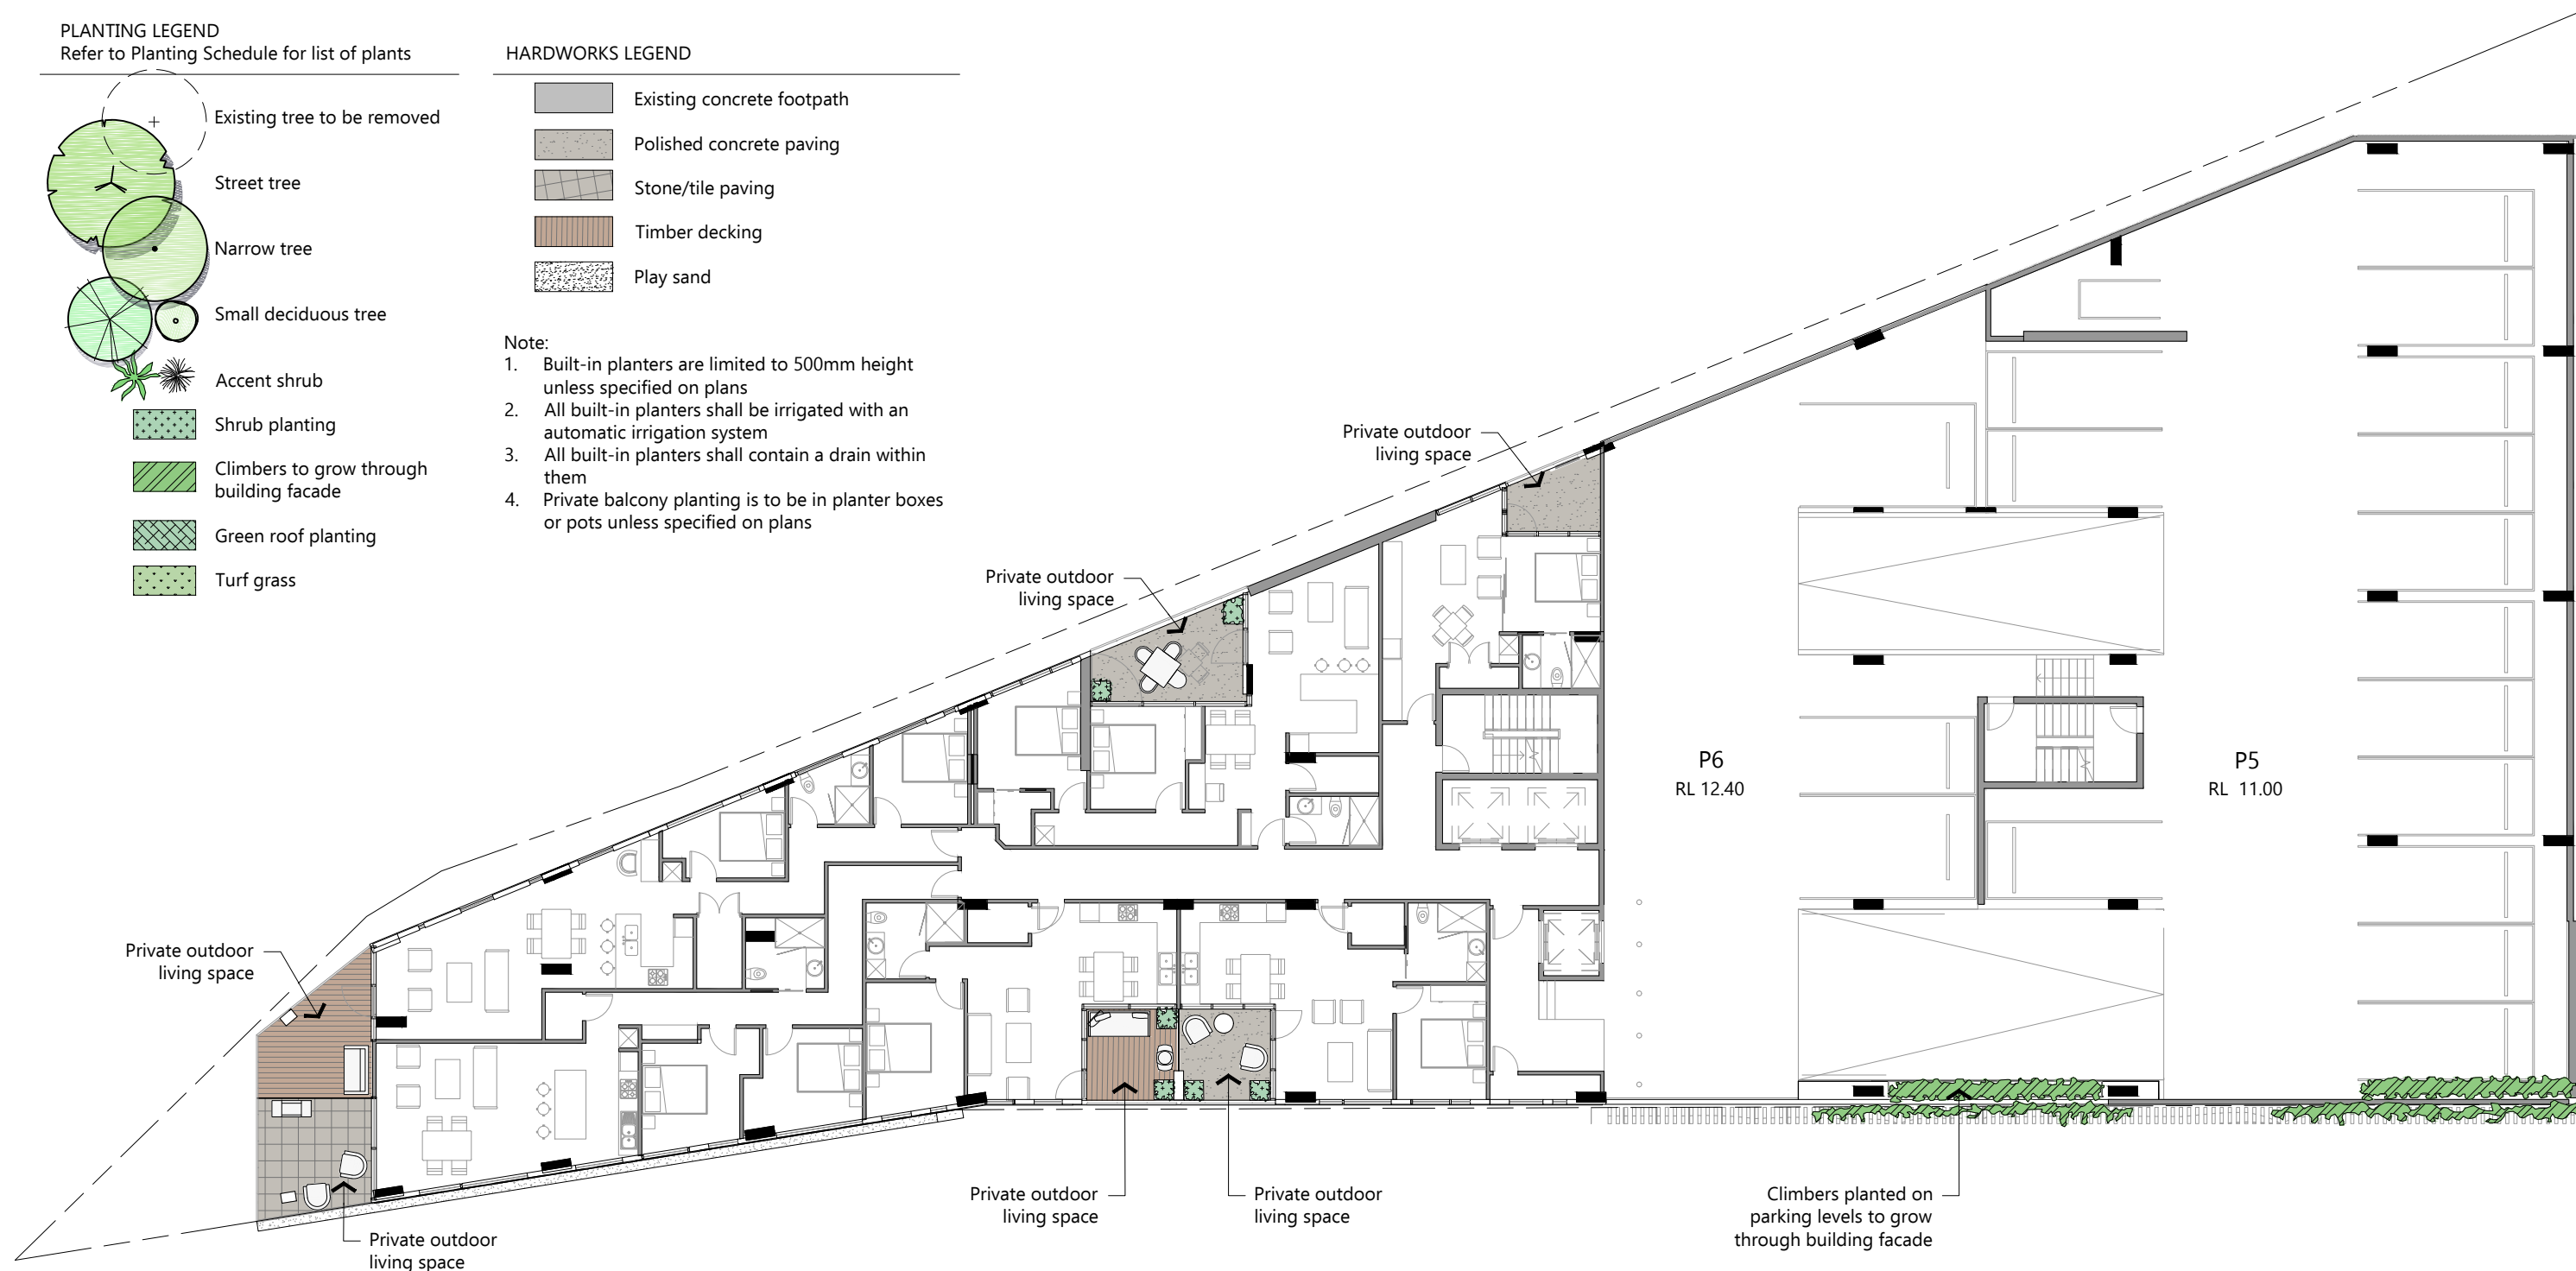 PLANTING LEGEND
Refer to Planting Schedule for list of plants
Existing tree to be removed
Street tree
Narrow tree
Small deciduous tree
Accent shrub
Shrub planting
Climbers to grow through
building facade
Green roof planting
Turf grass
HARDWORKS LEGEND
Existing concrete footpath
Polished concrete paving
Stone/tile paving
Timber decking
Play sand
Note:
1. Built-in planters are limited to 500mm height
unless specified on plans
2. All built-in planters shall be irrigated with an
automatic irrigation system
3. All built-in planters shall contain a drain within
them
4. Private balcony planting is to be in planter boxes
or pots unless specified on plans
Private outdoor
living space
Private outdoor
living space
P6
RL 12.40
P5
RL 11.00
Private outdoor
living space
Private outdoor
living space
Private outdoor
living space
Private outdoor
living space
Climbers planted on
parking levels to grow
through building facade